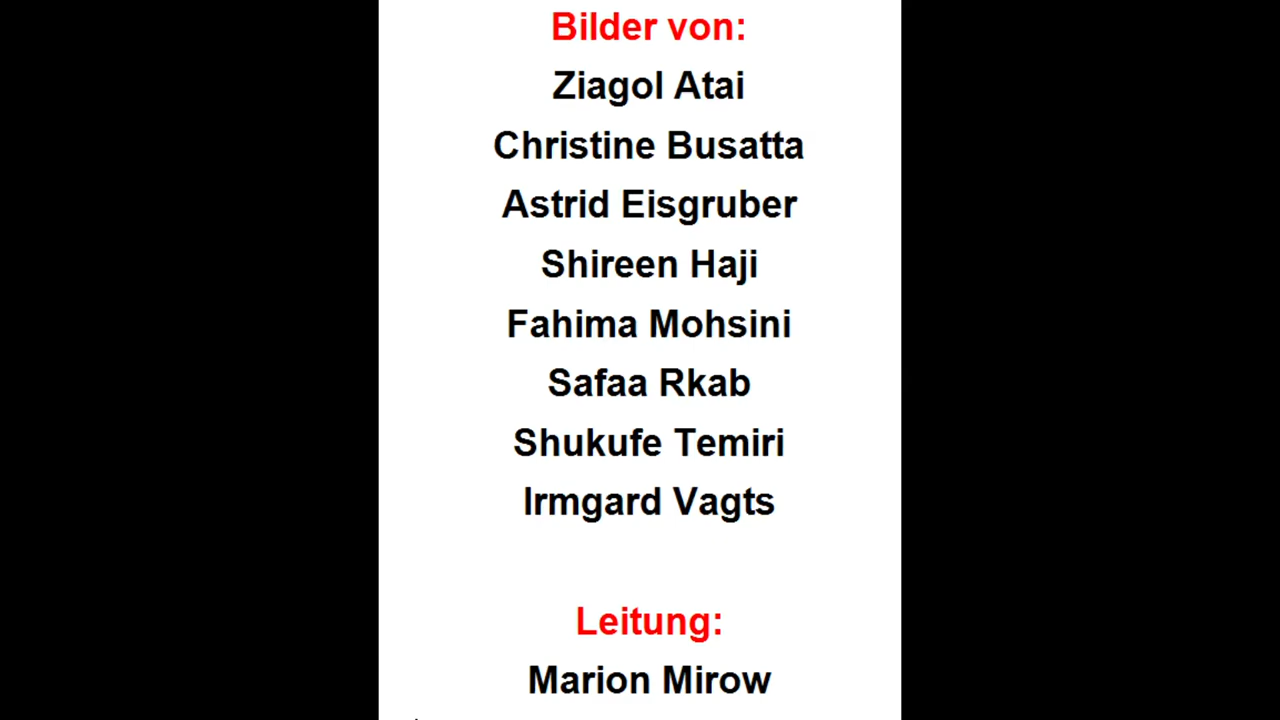 Bilder von:
Ziagol Atai
Christine Busatta
Astrid Eisgruber
Shireen Haji
Fahima Mohsini
Safaa Rkab
Shukufe Temiri
Irmgard Vagts
Leitung:
Marion Mirow